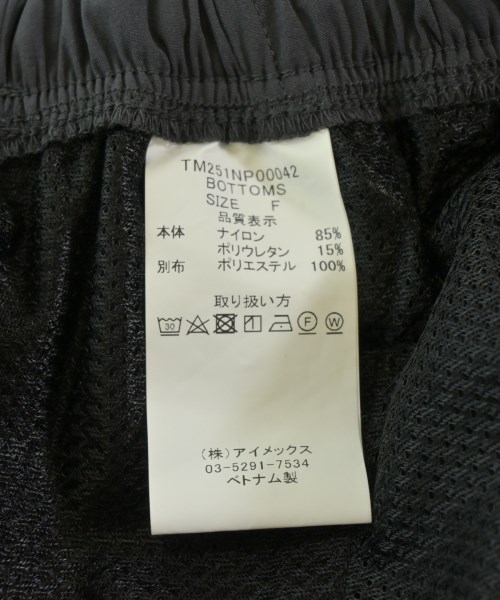 TM251NP00042
BOTTOMS
SIZE F
品質表示
本体 ナイロン 85%
ポリウレタン 15%
別布 ポリエステル 100%
取り扱い方
30 F W
(株)アイメックス
03-5291-7534
ベトナム製